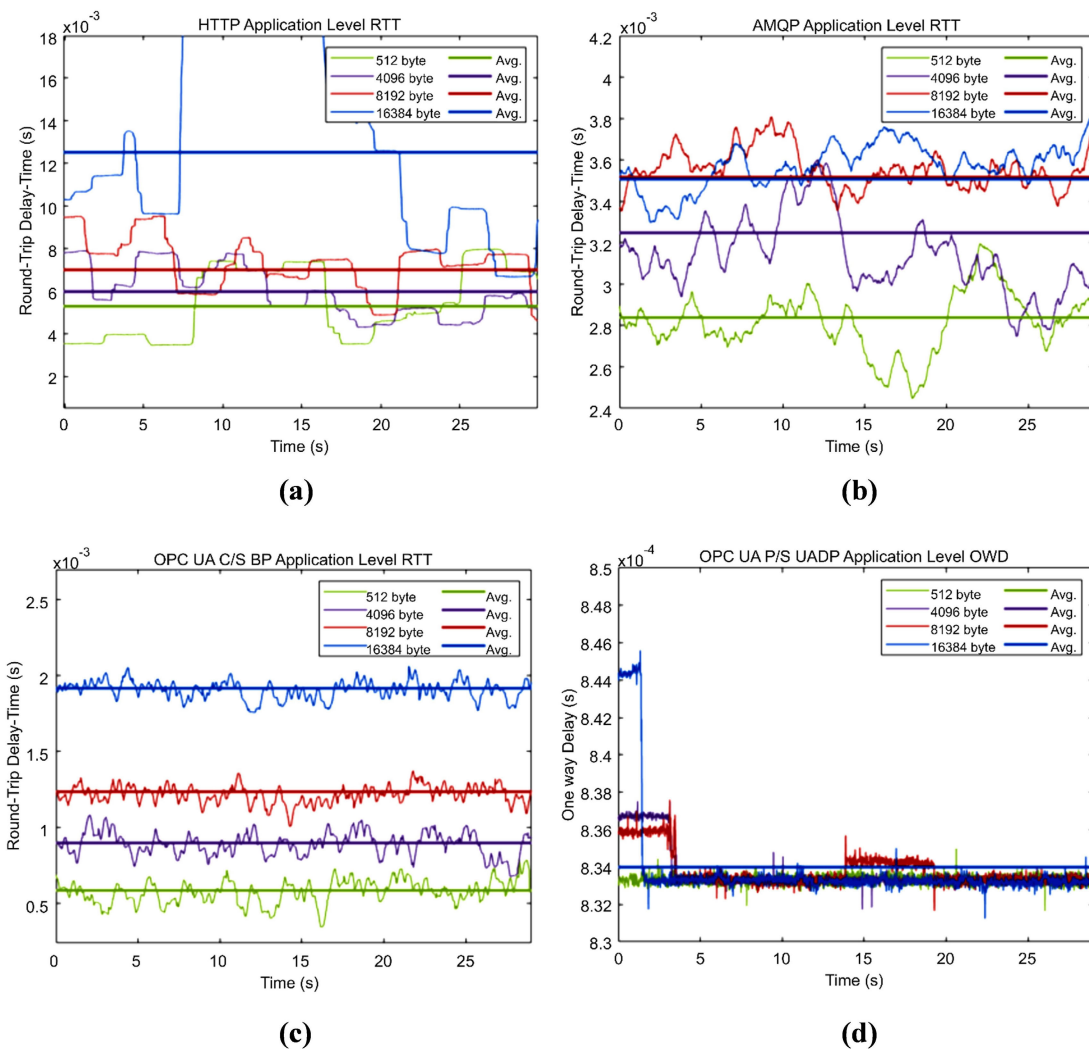 HTTP Application Level RTT
×10⁻³
18
16
14
12
10
8
6
4
2
0 5 10 15 20 25
Round-Trip Delay-Time (s)
Time (s)
512 byte Avg.
4096 byte Avg.
8192 byte Avg.
16384 byte Avg.
(a)
AMQP Application Level RTT
×10⁻³
4.2
4
3.8
3.6
3.4
3.2
3
2.8
2.6
2.4
0 5 10 15 20 25
Round-Trip Delay-Time (s)
Time (s)
512 byte Avg.
4096 byte Avg.
8192 byte Avg.
16384 byte Avg.
(b)
OPC UA C/S BP Application Level RTT
×10⁻³
2.5
2
1.5
1
0.5
0 5 10 15 20 25
Round-Trip Delay-Time (s)
Time (s)
512 byte Avg.
4096 byte Avg.
8192 byte Avg.
16384 byte Avg.
(c)
OPC UA P/S UADP Application Level OWD
×10⁻⁴
8.5
8.48
8.46
8.44
8.42
8.4
8.38
8.36
8.34
8.32
8.3
0 5 10 15 20 25
One way Delay (s)
Time (s)
512 byte Avg.
4096 byte Avg.
8192 byte Avg.
16384 byte Avg.
(d)